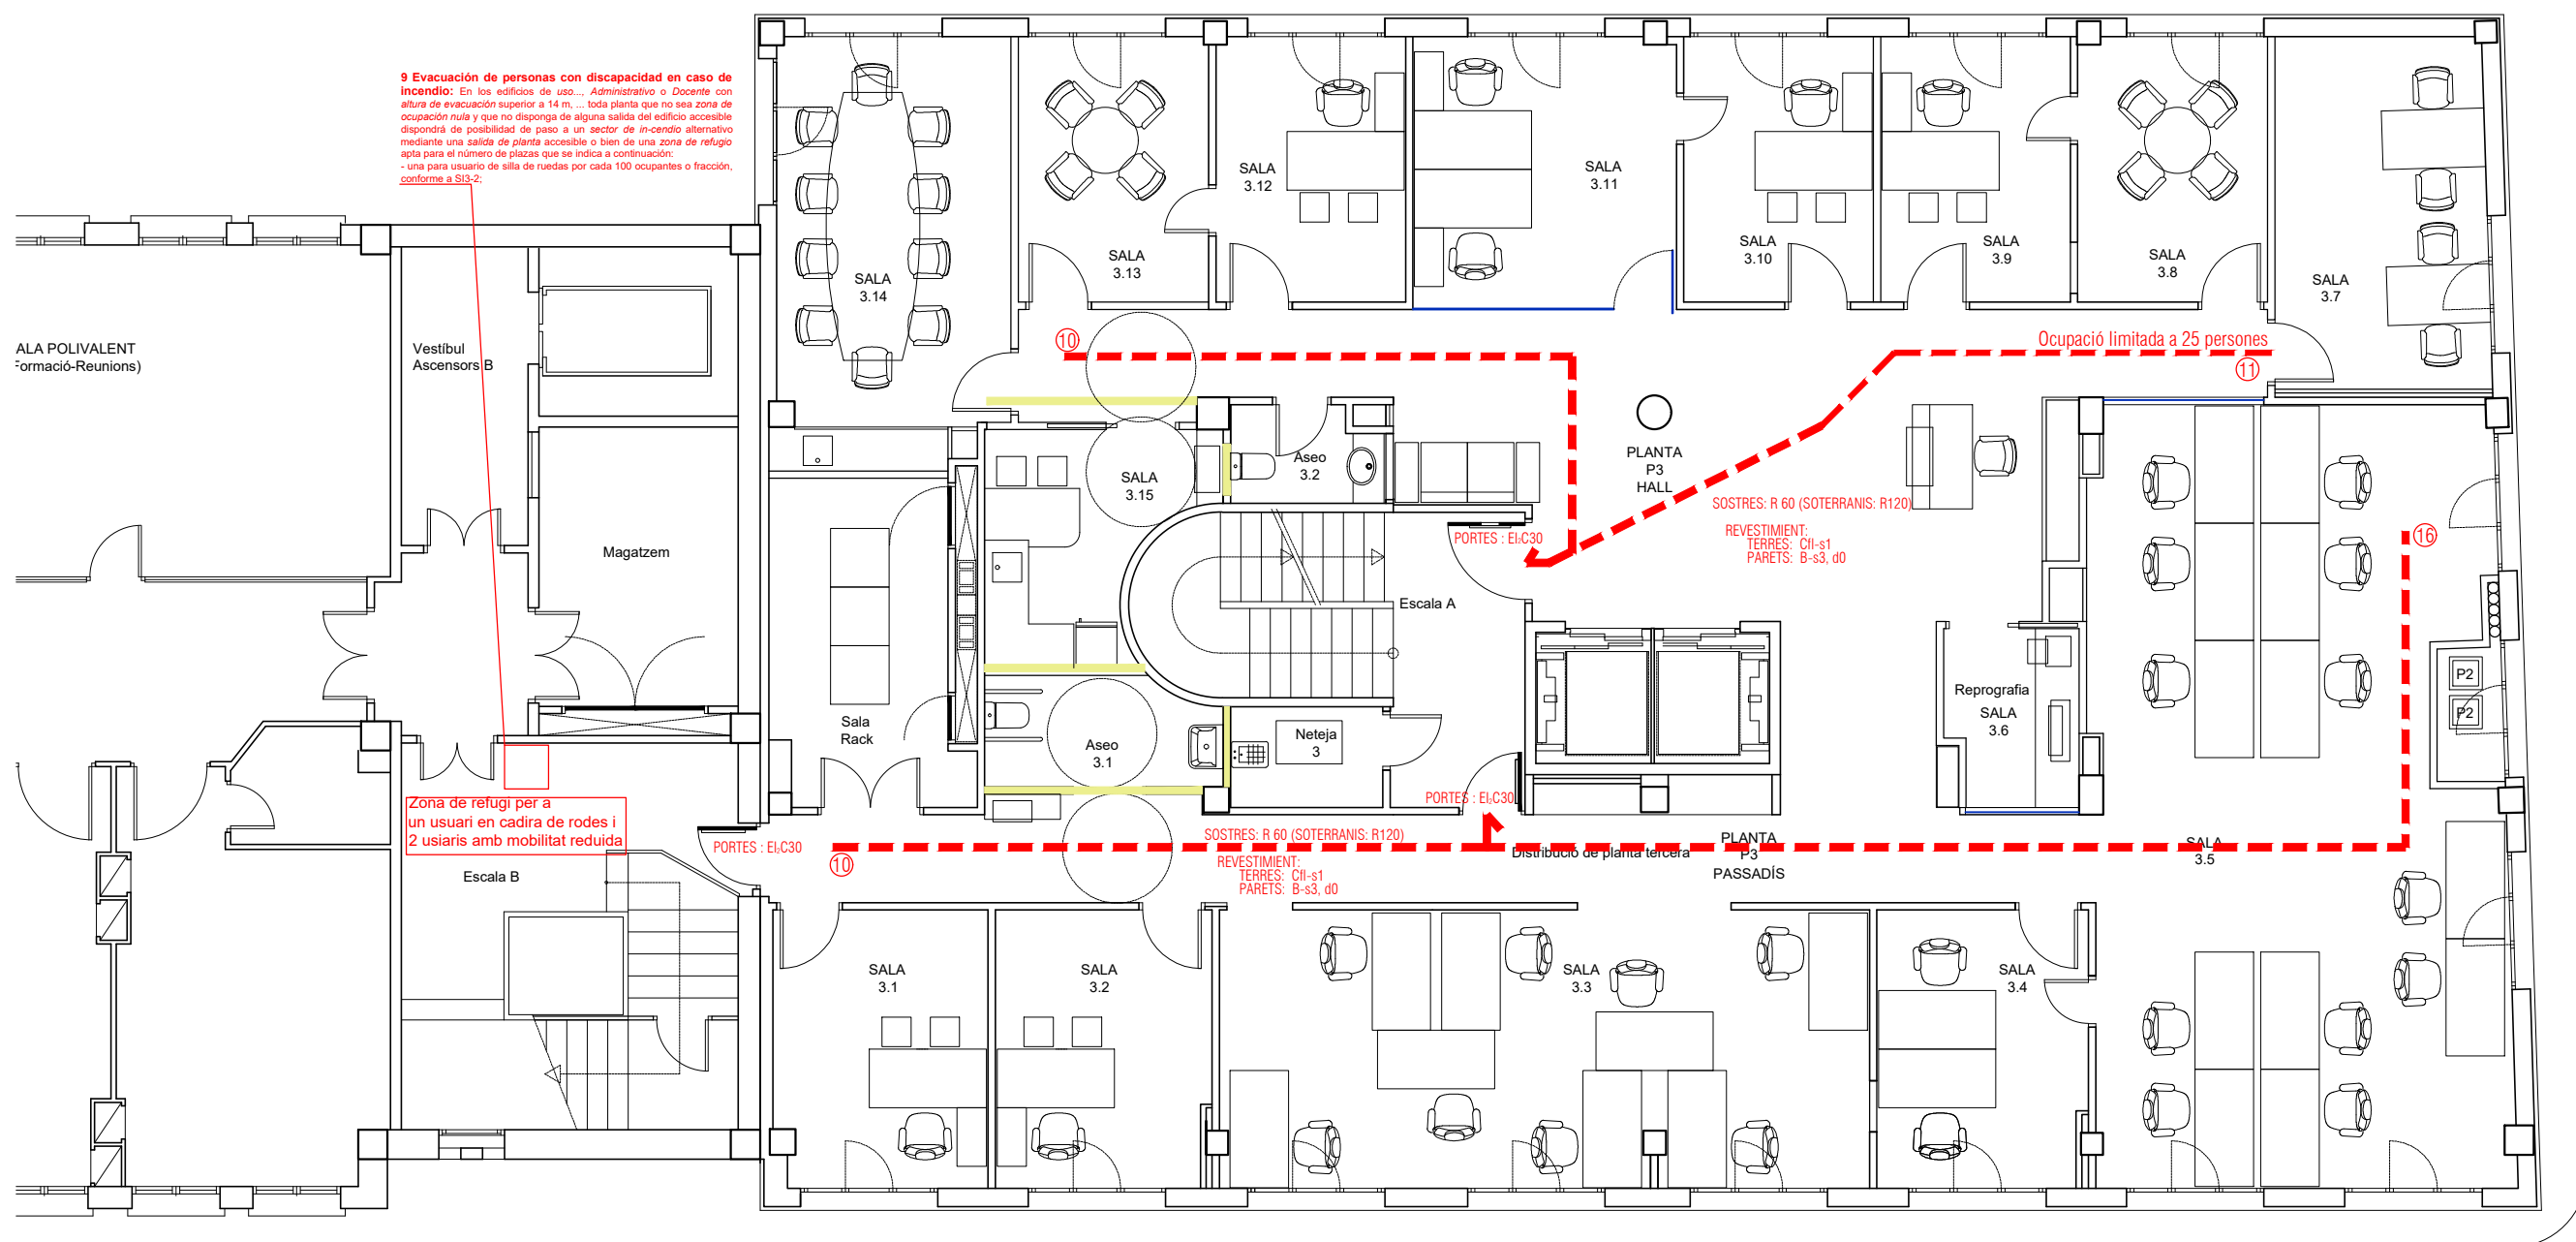 9 Evacuación de personas con discapacidad en caso de
incendio: En los edificios de uso..., Administrativo o Docente con
altura de evacuación superior a 14 m, ... toda planta que no sea zona de
ocupación nula y que no disponga de alguna salida del edificio accesible
dispondrá de posibilidad de paso a un sector de in-cendio alternativo
mediante una salida de planta accesible o bien de una zona de refugio
apta para el número de plazas que se indica a continuación:
- una para usuario de silla de ruedas por cada 100 ocupantes o fracción,
conforme a SI3-2;
SALA
3.14
SALA
3.13
SALA
3.12
SALA
3.11
SALA
3.10
SALA
3.9
SALA
3.8
SALA
3.7
ALA POLIVALENT
Formació-Reunions)
Vestíbul
Ascensors B
10
Ocupació limitada a 25 persones
11
Magatzem
SALA
3.15
Aseo
3.2
PLANTA
P3
HALL
SOSTRES: R 60 (SOTERRANIS: R120)
REVESTIMIENT:
TERRES: Cfl-s1
PARETS: B-s3, d0
PORTES : EI₂C30
16
Escala A
Sala
Rack
Aseo
3.1
Neteja
3
Reprografia
SALA
3.6
P2
P2
Zona de refugi per a
un usuari en cadira de rodes i
2 usiaris amb mobilitat reduida
PORTES : EI₂C30
PORTES : EI₂C30
10
SOSTRES: R 60 (SOTERRANIS: R120)
REVESTIMIENT:
TERRES: Cfl-s1
PARETS: B-s3, d0
Distribució de planta tercera
PLANTA
P3
PASSADÍS
SALA
3.5
Escala B
SALA
3.1
SALA
3.2
SALA
3.3
SALA
3.4